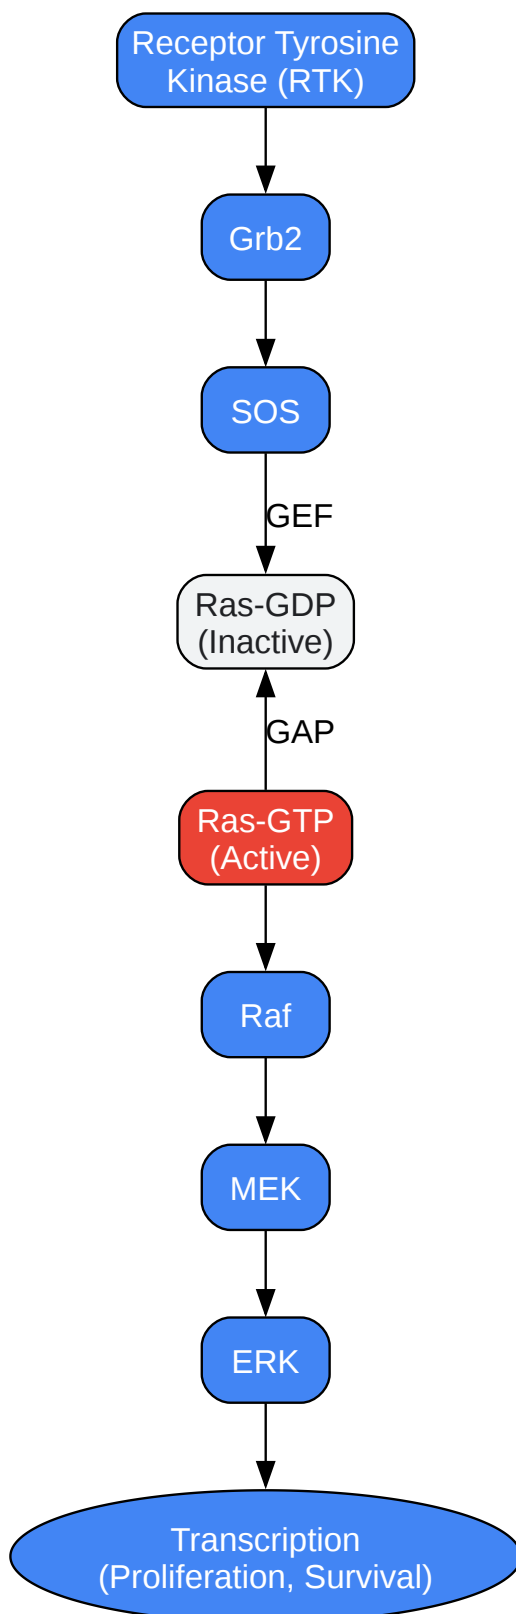 Receptor Tyrosine
Kinase (RTK)
Grb2
SOS
GEF
Ras-GDP
(Inactive)
GAP
Ras-GTP
(Active)
Raf
MEK
ERK
Transcription
(Proliferation, Survival)